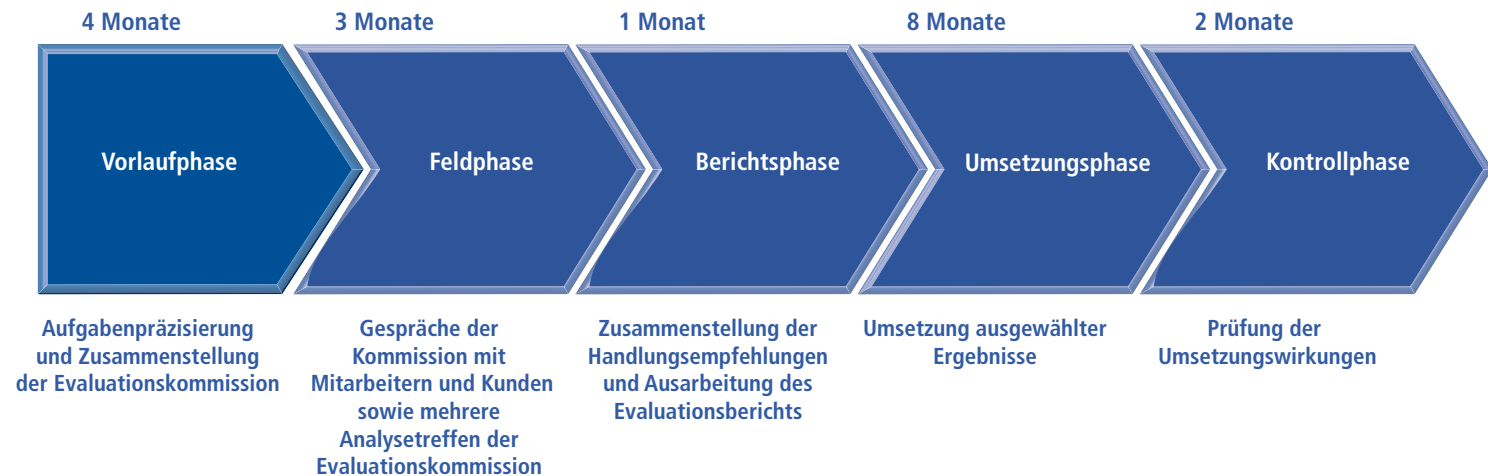 4 Monate
3 Monate
1 Monat
8 Monate
2 Monate
Vorlaufphase
Feldphase
Berichtsphase
Umsetzungsphase
Kontrollphase
Aufgabenpräzisierung
und Zusammenstellung
der Evaluationskommission
Gespräche der
Kommission mit
Mitarbeitern und Kunden
sowie mehrere
Analysetreffen der
Evaluationskommission
Zusammenstellung der
Handlungsempfehlungen
und Ausarbeitung des
Evaluationsberichts
Umsetzung ausgewählter
Ergebnisse
Prüfung der
Umsetzungswirkungen